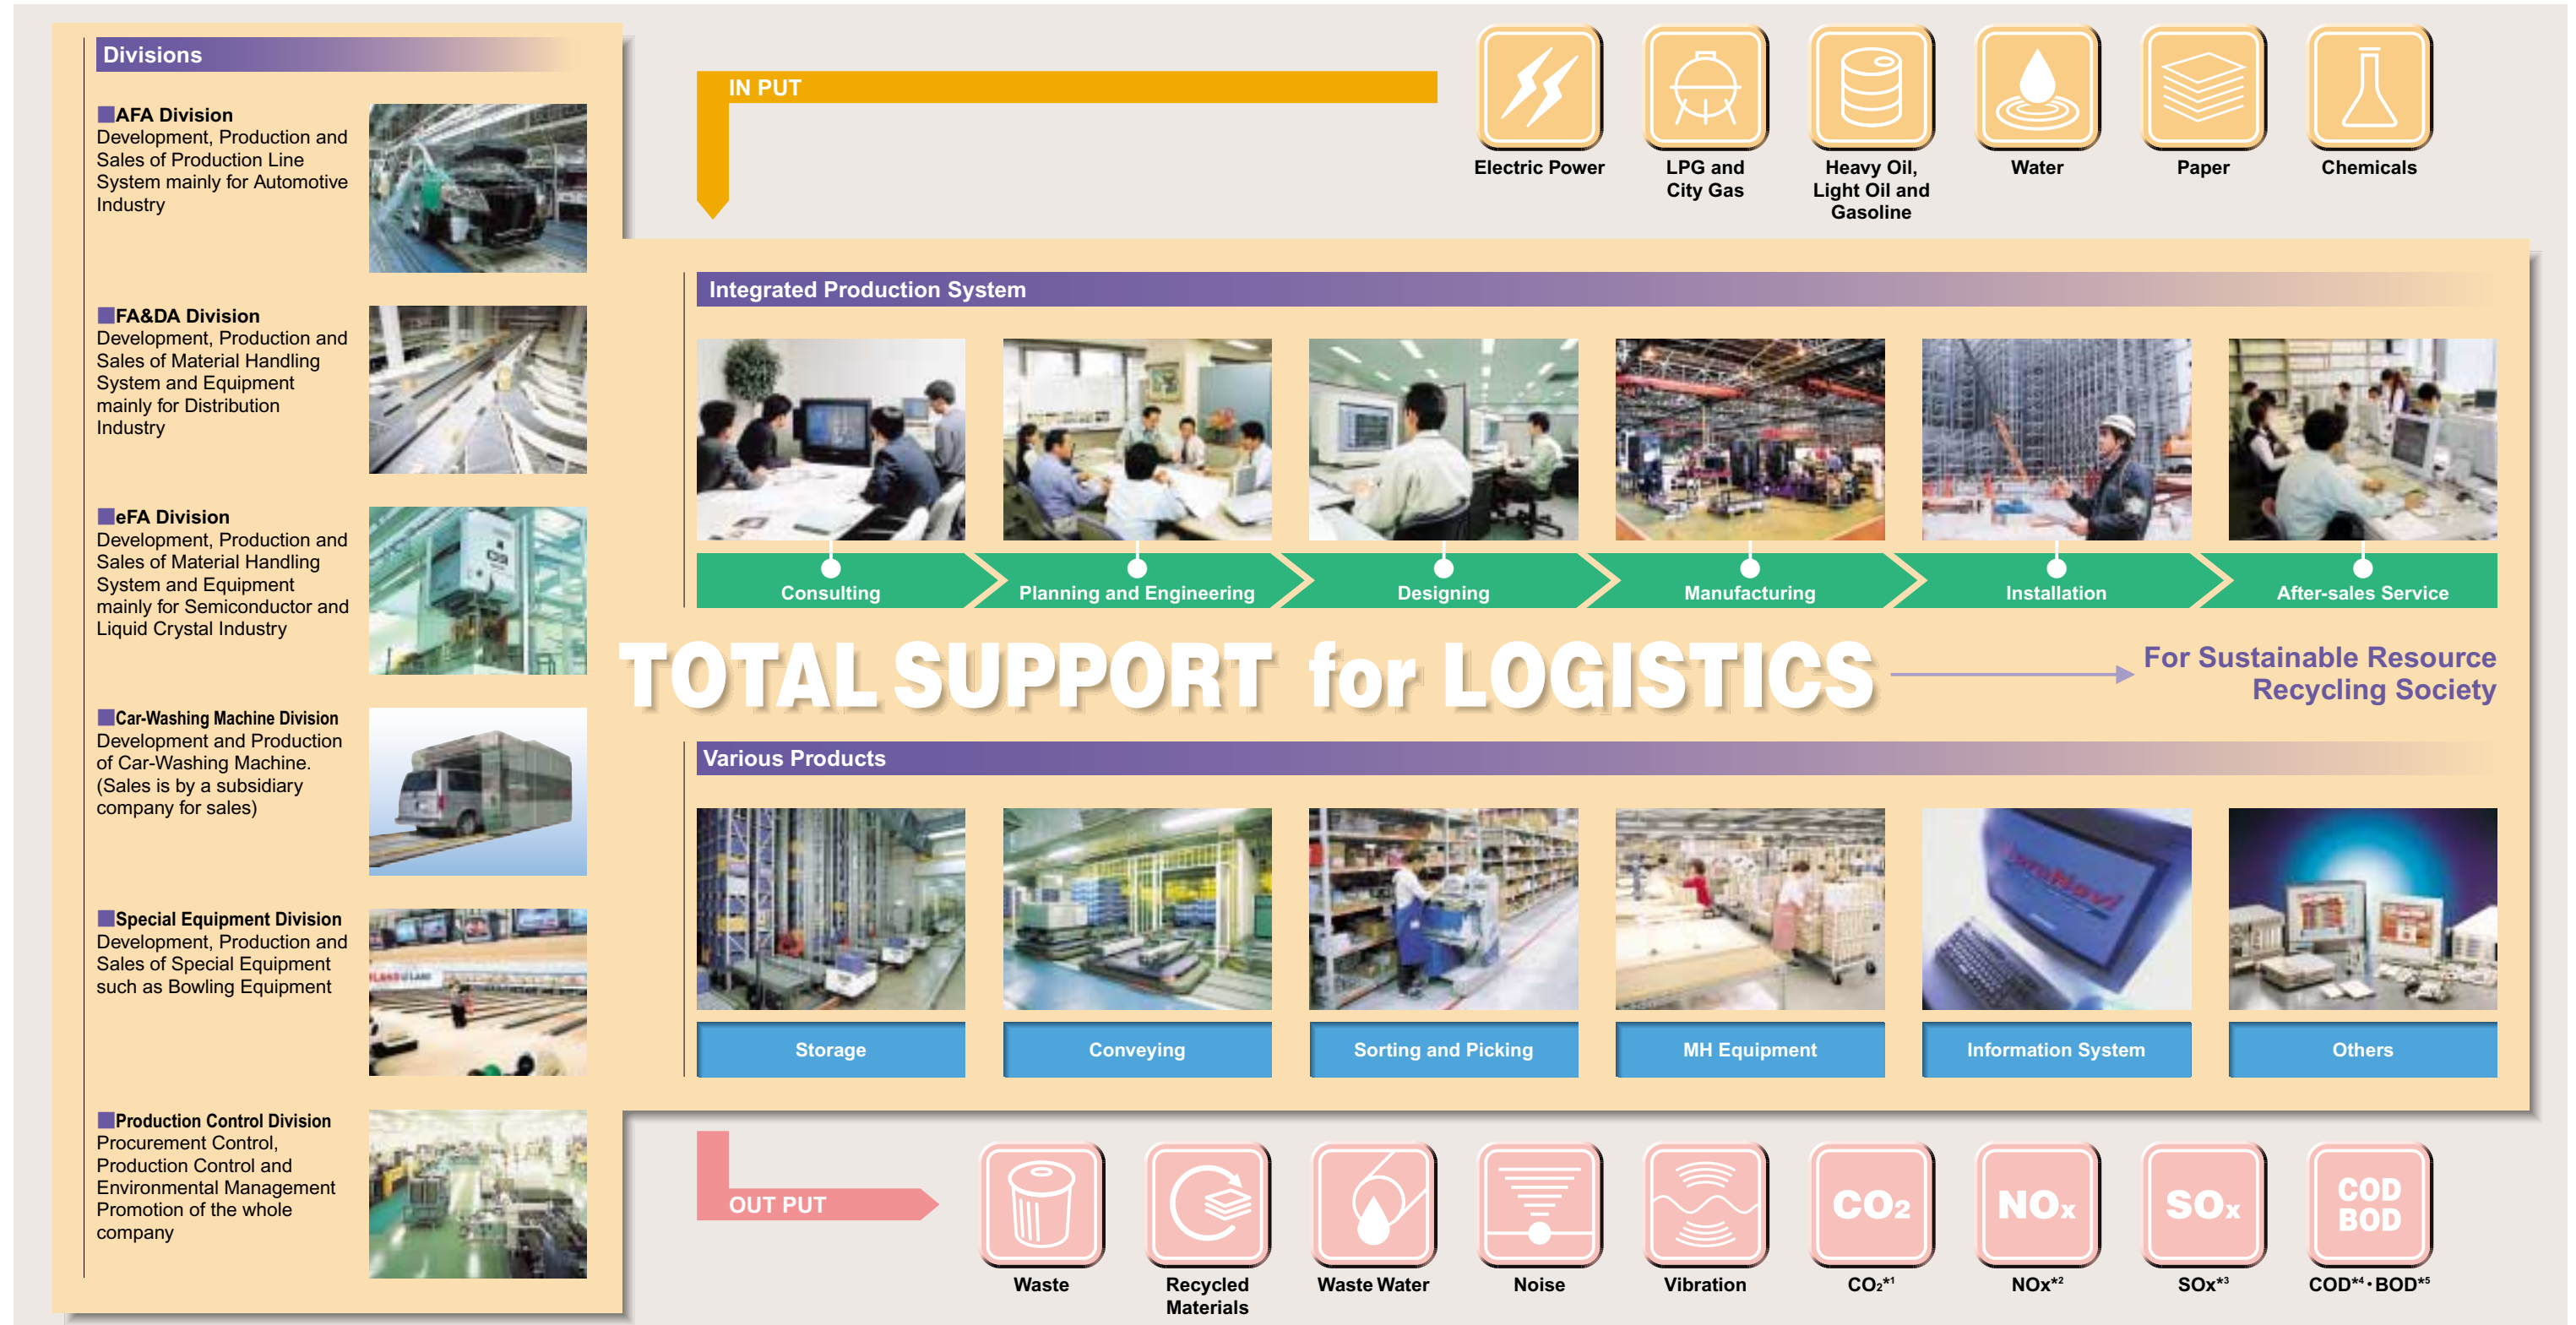 Divisions
■AFA Division
Development, Production and
Sales of Production Line
System mainly for Automotive
Industry
■FA&DA Division
Development, Production and
Sales of Material Handling
System and Equipment
mainly for Distribution
Industry
■eFA Division
Development, Production and
Sales of Material Handling
System and Equipment
mainly for Semiconductor and
Liquid Crystal Industry
■Car-Washing Machine Division
Development and Production
of Car-Washing Machine.
(Sales is by a subsidiary
company for sales)
■Special Equipment Division
Development, Production and
Sales of Special Equipment
such as Bowling Equipment
■Production Control Division
Procurement Control,
Production Control and
Environmental Management
Promotion of the whole
company
IN PUT
Electric Power
LPG and
City Gas
Heavy Oil,
Light Oil and
Gasoline
Water
Paper
Chemicals
Integrated Production System
Consulting
Planning and Engineering
Designing
Manufacturing
Installation
After-sales Service
TOTAL SUPPORT for LOGISTICS
For Sustainable Resource
Recycling Society
Various Products
Storage
Conveying
Sorting and Picking
MH Equipment
Information System
Others
OUT PUT
CO₂
NOx
SOx
COD
BOD
Waste
Recycled
Materials
Waste Water
Noise
Vibration
CO₂*¹
NOx*²
SOx*³
COD*⁴・BOD*⁵